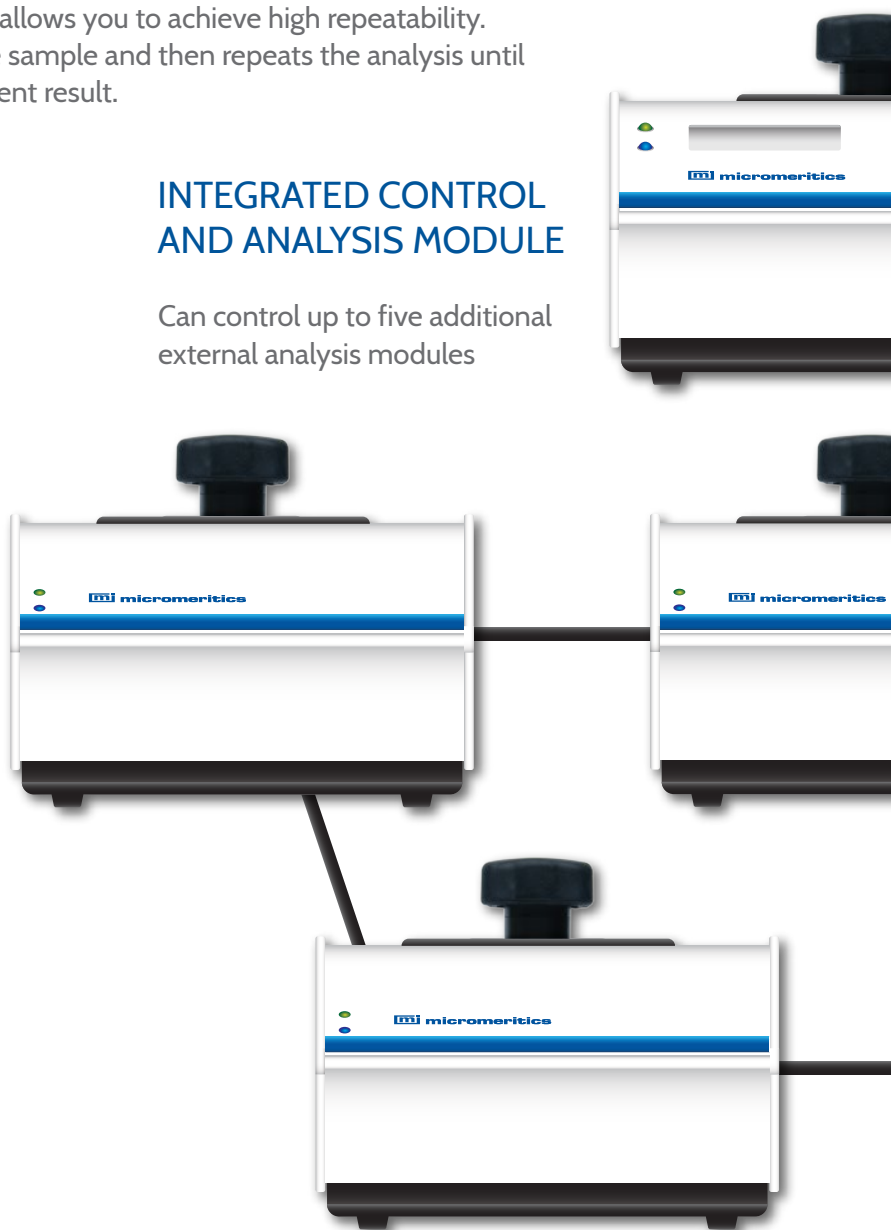 allows you to achieve high repeatability.
sample and then repeats the analysis until
result.
micromeritics
INTEGRATED CONTROL
AND ANALYSIS MODULE
Can control up to five additional
external analysis modules
micromeritics
micromeritics
micromeritics